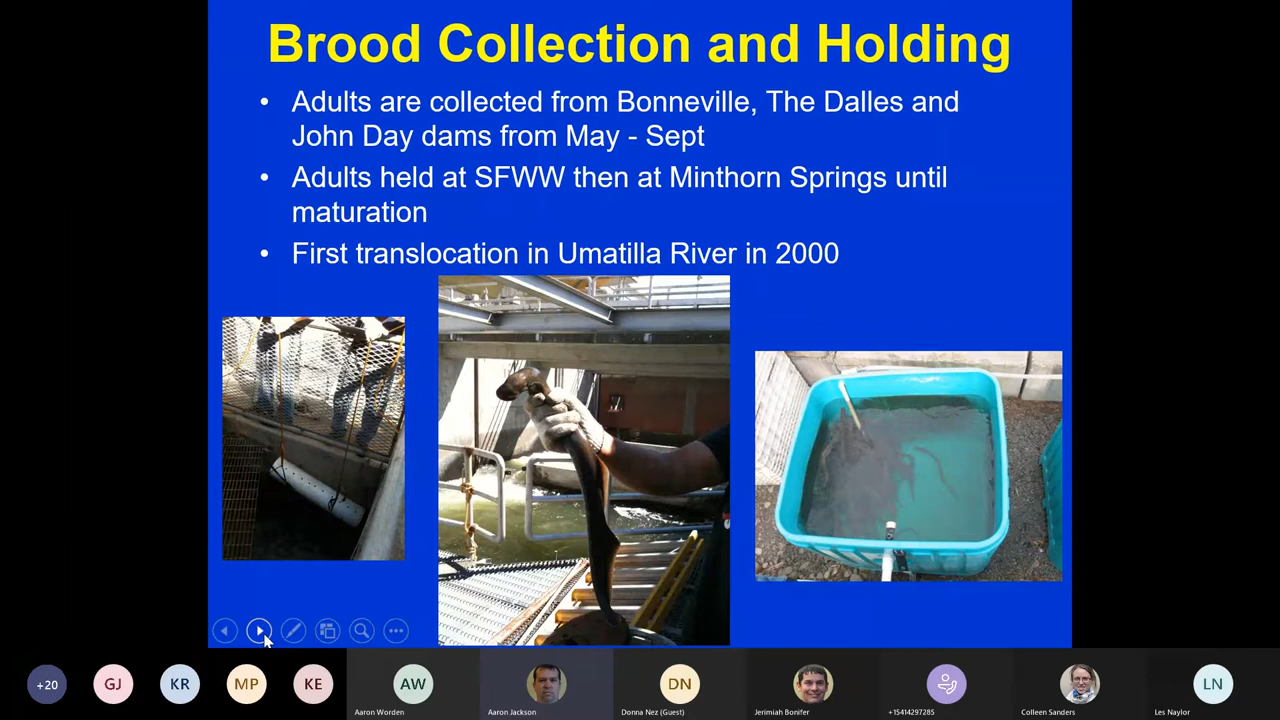 Brood Collection and Holding
• Adults are collected from Bonneville, The Dalles and
John Day dams from May - Sept
• Adults held at SFWW then at Minthorn Springs until
maturation
• First translocation in Umatilla River in 2000
+20
GJ
KR
MP
KE
AW
DN
LN
Aaron Worden
Aaron Jackson
Donna Nez (Guest)
Jerimiah Bonifer
+15414297285
Colleen Sanders
Les Naylor